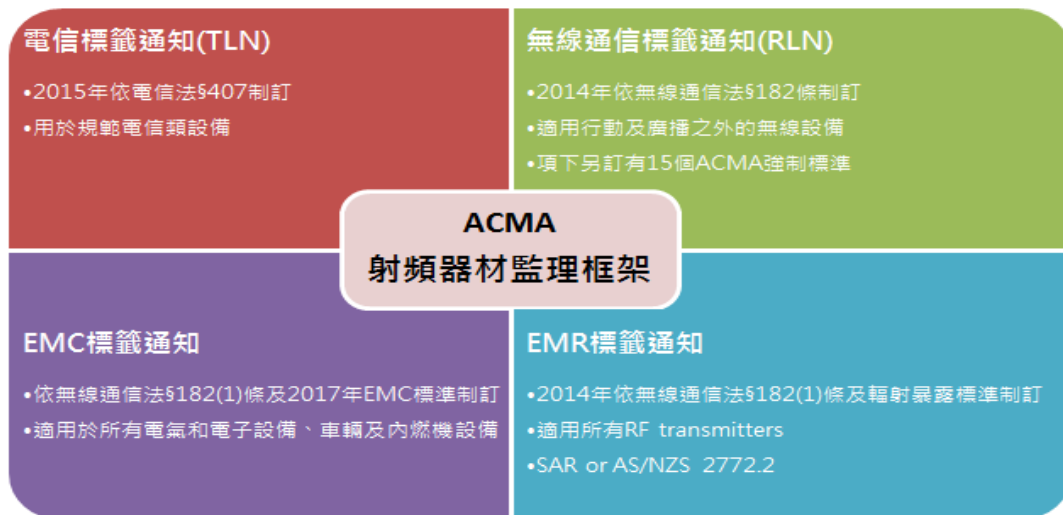 電信標籤通知(TLN)
•2015年依電信法§407制訂
•用於規範電信類設備
無線通信標籤通知(RLN)
•2014年依無線通信法§182條制訂
•適用行動及廣播之外的無線設備
•項下另訂有15個ACMA強制標準
ACMA
射頻器材監理框架
EMC標籤通知
•依無線通信法§182(1)條及2017年EMC標準制訂
•適用於所有電氣和電子設備、車輛及內燃機設備
EMR標籤通知
•2014年依無線通信法§182(1)條及輻射暴露標準制訂
•適用所有RF transmitters
•SAR or AS/NZS 2772.2